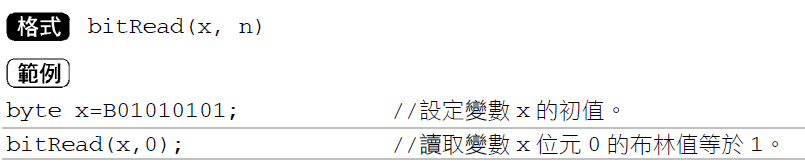 格式 bitRead(x, n)
範例
byte x=B01010101; //設定變數 x 的初值。
bitRead(x,0); //讀取變數 x 位元 0 的布林值等於 1。